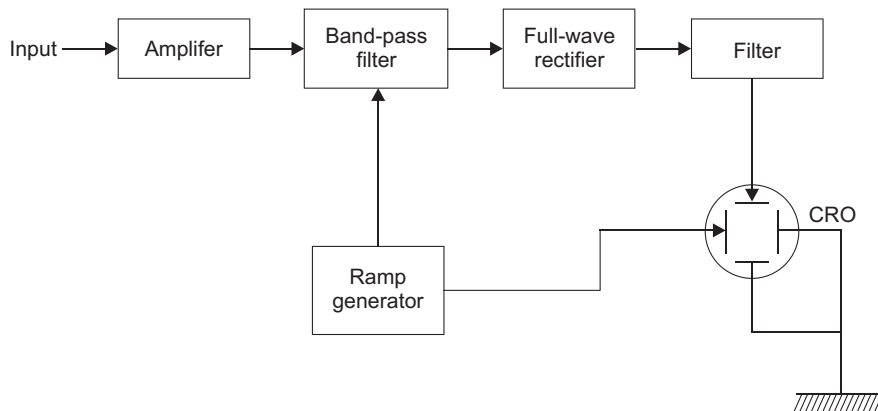 Input
Amplifer
Band-pass
filter
Full-wave
rectifier
Filter
CRO
Ramp
generator